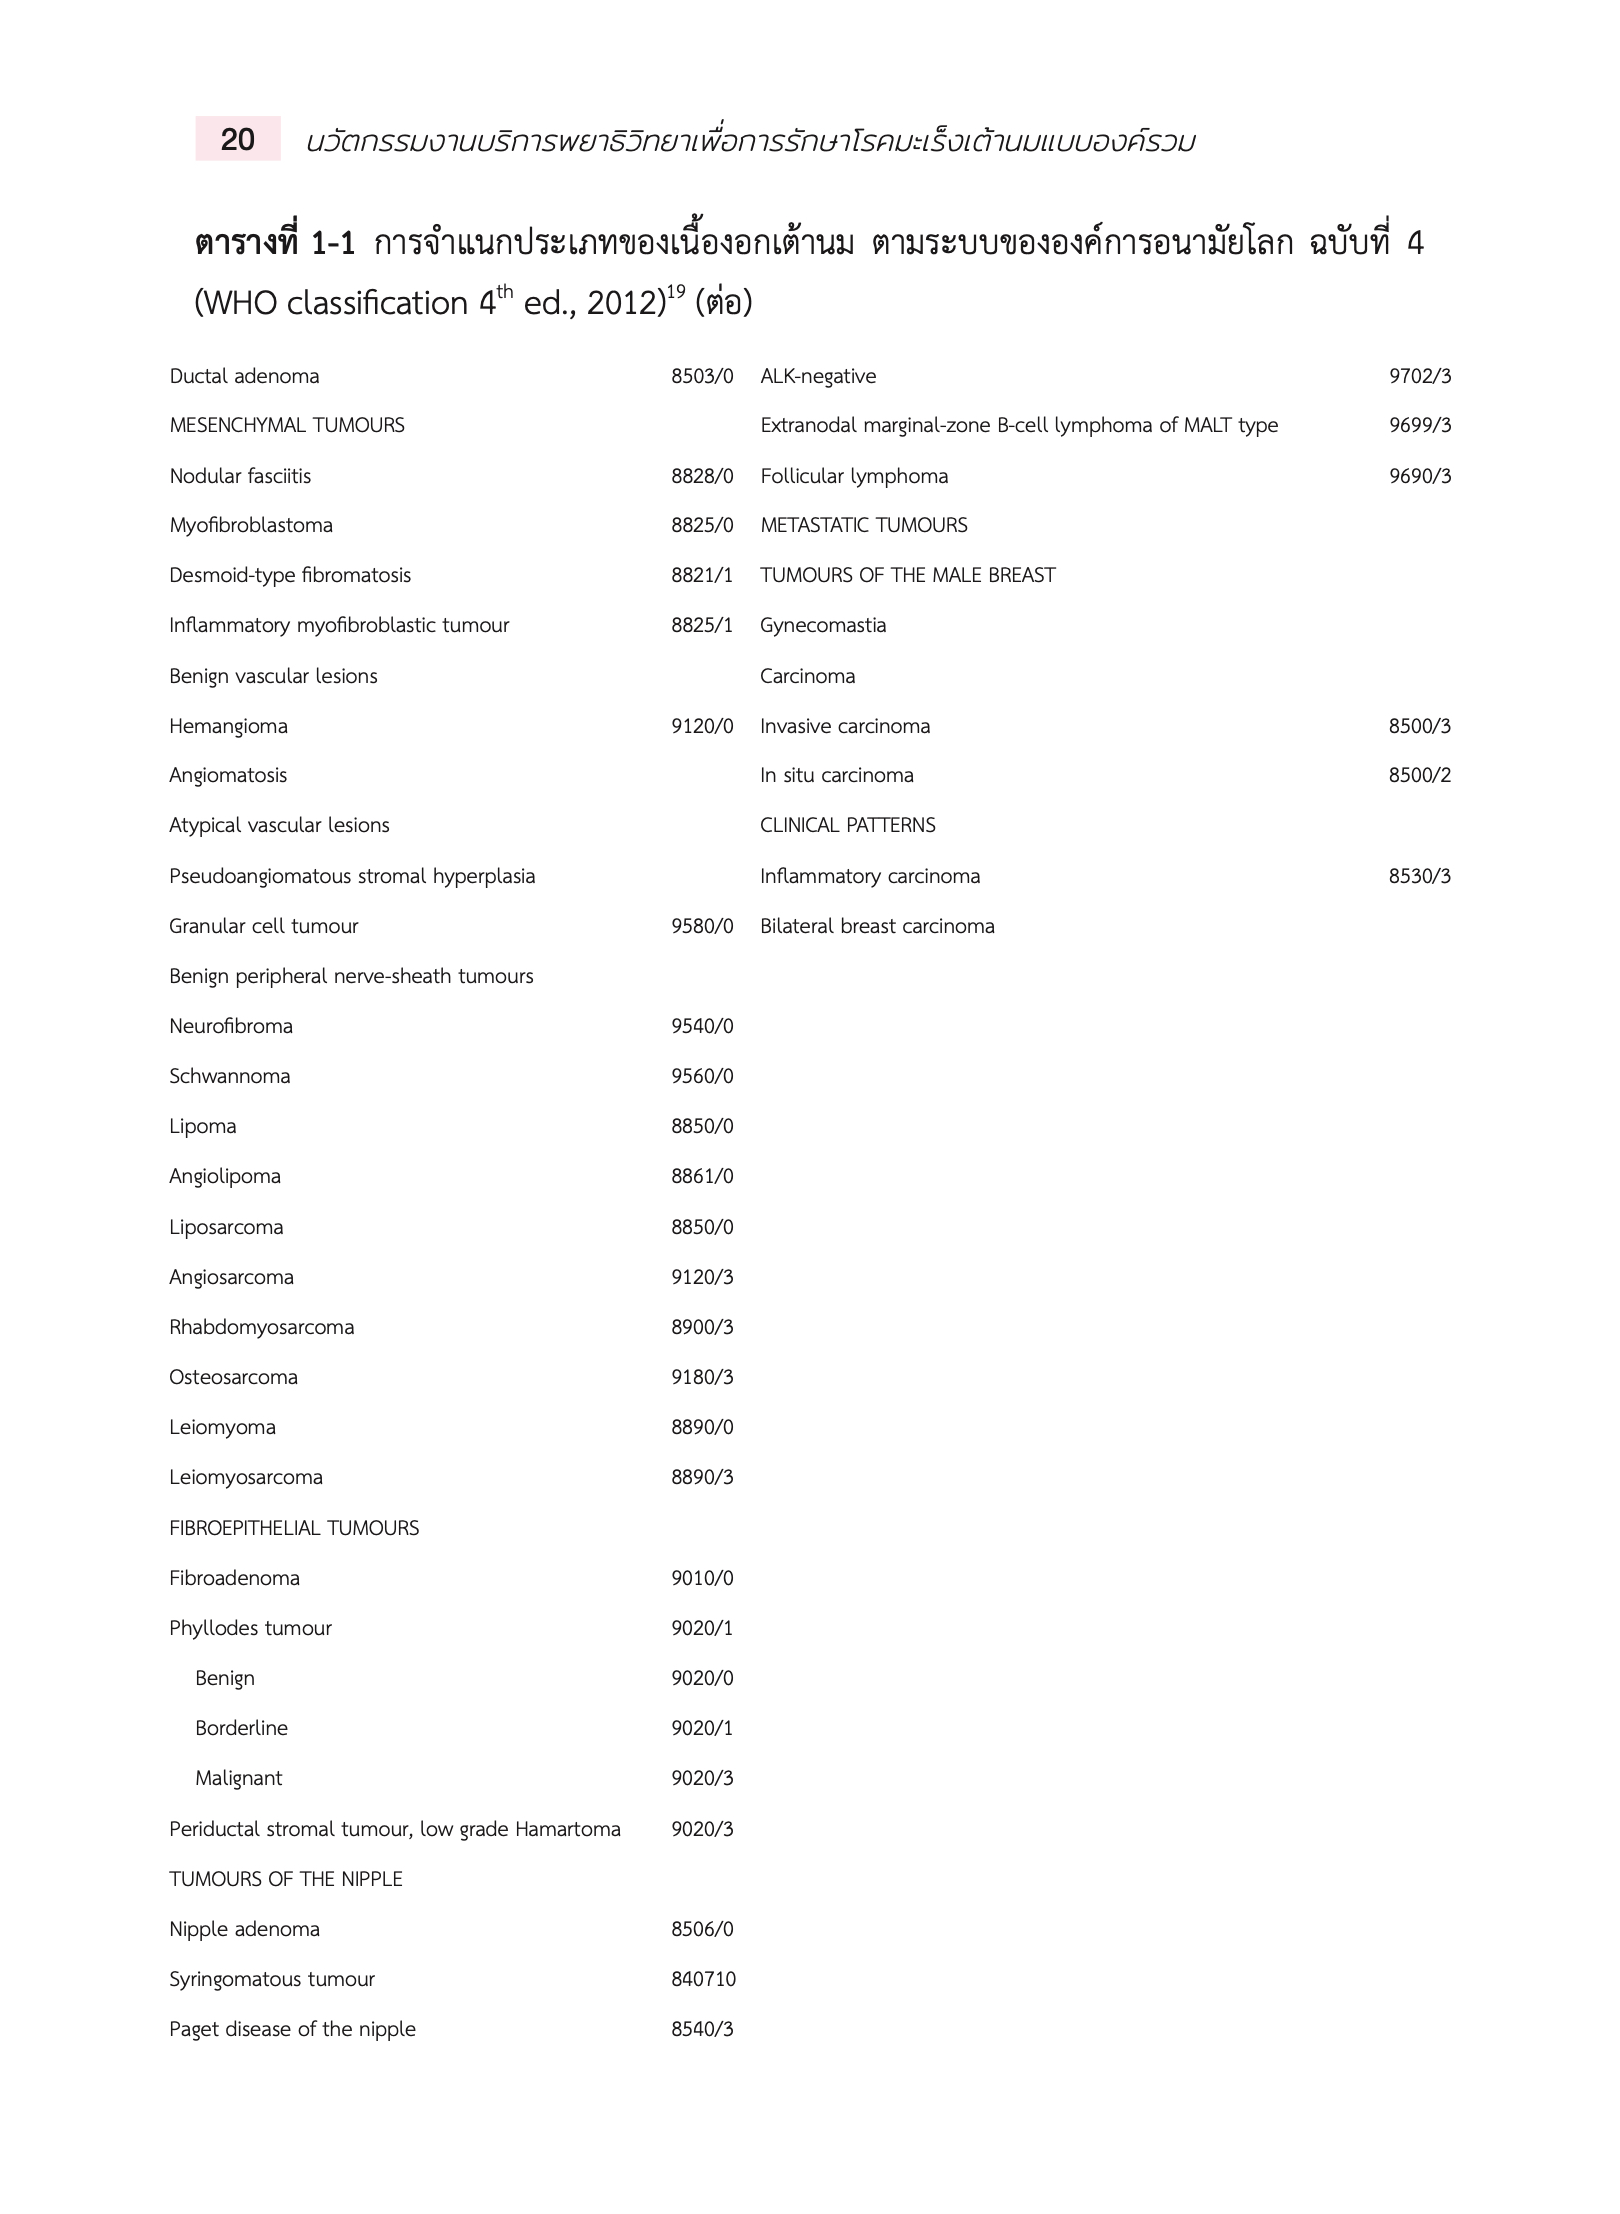 20 นวัตกรรมงานบริการพยาธิวิทยาเพื่อการรักษาโรคมะเร็งเต้านมแบบองค์รวม
ตารางที่ 1-1 การจำแนกประเภทของเนื้องอกเต้านม ตามระบบขององค์การอนามัยโลก ฉบับที่ 4
(WHO classification 4th ed., 2012)19 (ต่อ)
Ductal adenoma 8503/0
MESENCHYMAL TUMOURS
Nodular fasciitis 8828/0
Myofibroblastoma 8825/0
Desmoid-type fibromatosis 8821/1
Inflammatory myofibroblastic tumour 8825/1
Benign vascular lesions
Hemangioma 9120/0
Angiomatosis
Atypical vascular lesions
Pseudoangiomatous stromal hyperplasia
Granular cell tumour 9580/0
Benign peripheral nerve-sheath tumours
Neurofibroma 9540/0
Schwannoma 9560/0
Lipoma 8850/0
Angiolipoma 8861/0
Liposarcoma 8850/0
Angiosarcoma 9120/3
Rhabdomyosarcoma 8900/3
Osteosarcoma 9180/3
Leiomyoma 8890/0
Leiomyosarcoma 8890/3
FIBROEPITHELIAL TUMOURS
Fibroadenoma 9010/0
Phyllodes tumour 9020/1
Benign 9020/0
Borderline 9020/1
Malignant 9020/3
Periductal stromal tumour, low grade Hamartoma 9020/3
TUMOURS OF THE NIPPLE
Nipple adenoma 8506/0
Syringomatous tumour 840710
Paget disease of the nipple 8540/3
ALK-negative 9702/3
Extranodal marginal-zone B-cell lymphoma of MALT type 9699/3
Follicular lymphoma 9690/3
METASTATIC TUMOURS
TUMOURS OF THE MALE BREAST
Gynecomastia
Carcinoma
Invasive carcinoma 8500/3
In situ carcinoma 8500/2
CLINICAL PATTERNS
Inflammatory carcinoma 8530/3
Bilateral breast carcinoma